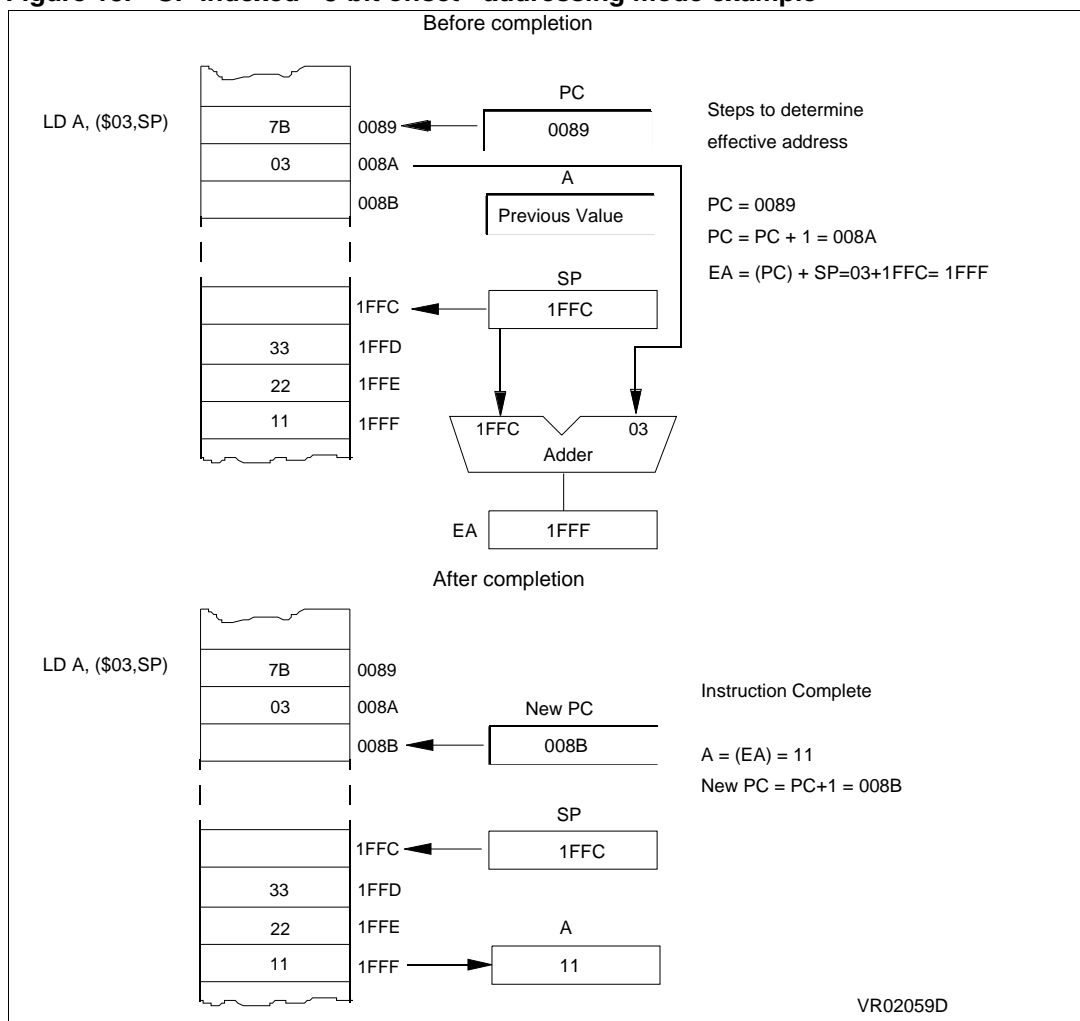 Before completion
PC
LD A, ($03,SP)
7B
0089
0089
Steps to determine
effective address
03
008A
A
008B
Previous Value
PC = 0089
PC = PC + 1 = 008A
EA = (PC) + SP=03+1FFC= 1FFF
SP
1FFC
1FFC
33
1FFD
22
1FFE
11
1FFF
1FFC
03
Adder
EA
1FFF
After completion
LD A, ($03,SP)
7B
0089
03
008A
New PC
Instruction Complete
008B
008B
A = (EA) = 11
New PC = PC+1 = 008B
SP
1FFC
1FFC
33
1FFD
22
1FFE
A
11
1FFF
11
VR02059D